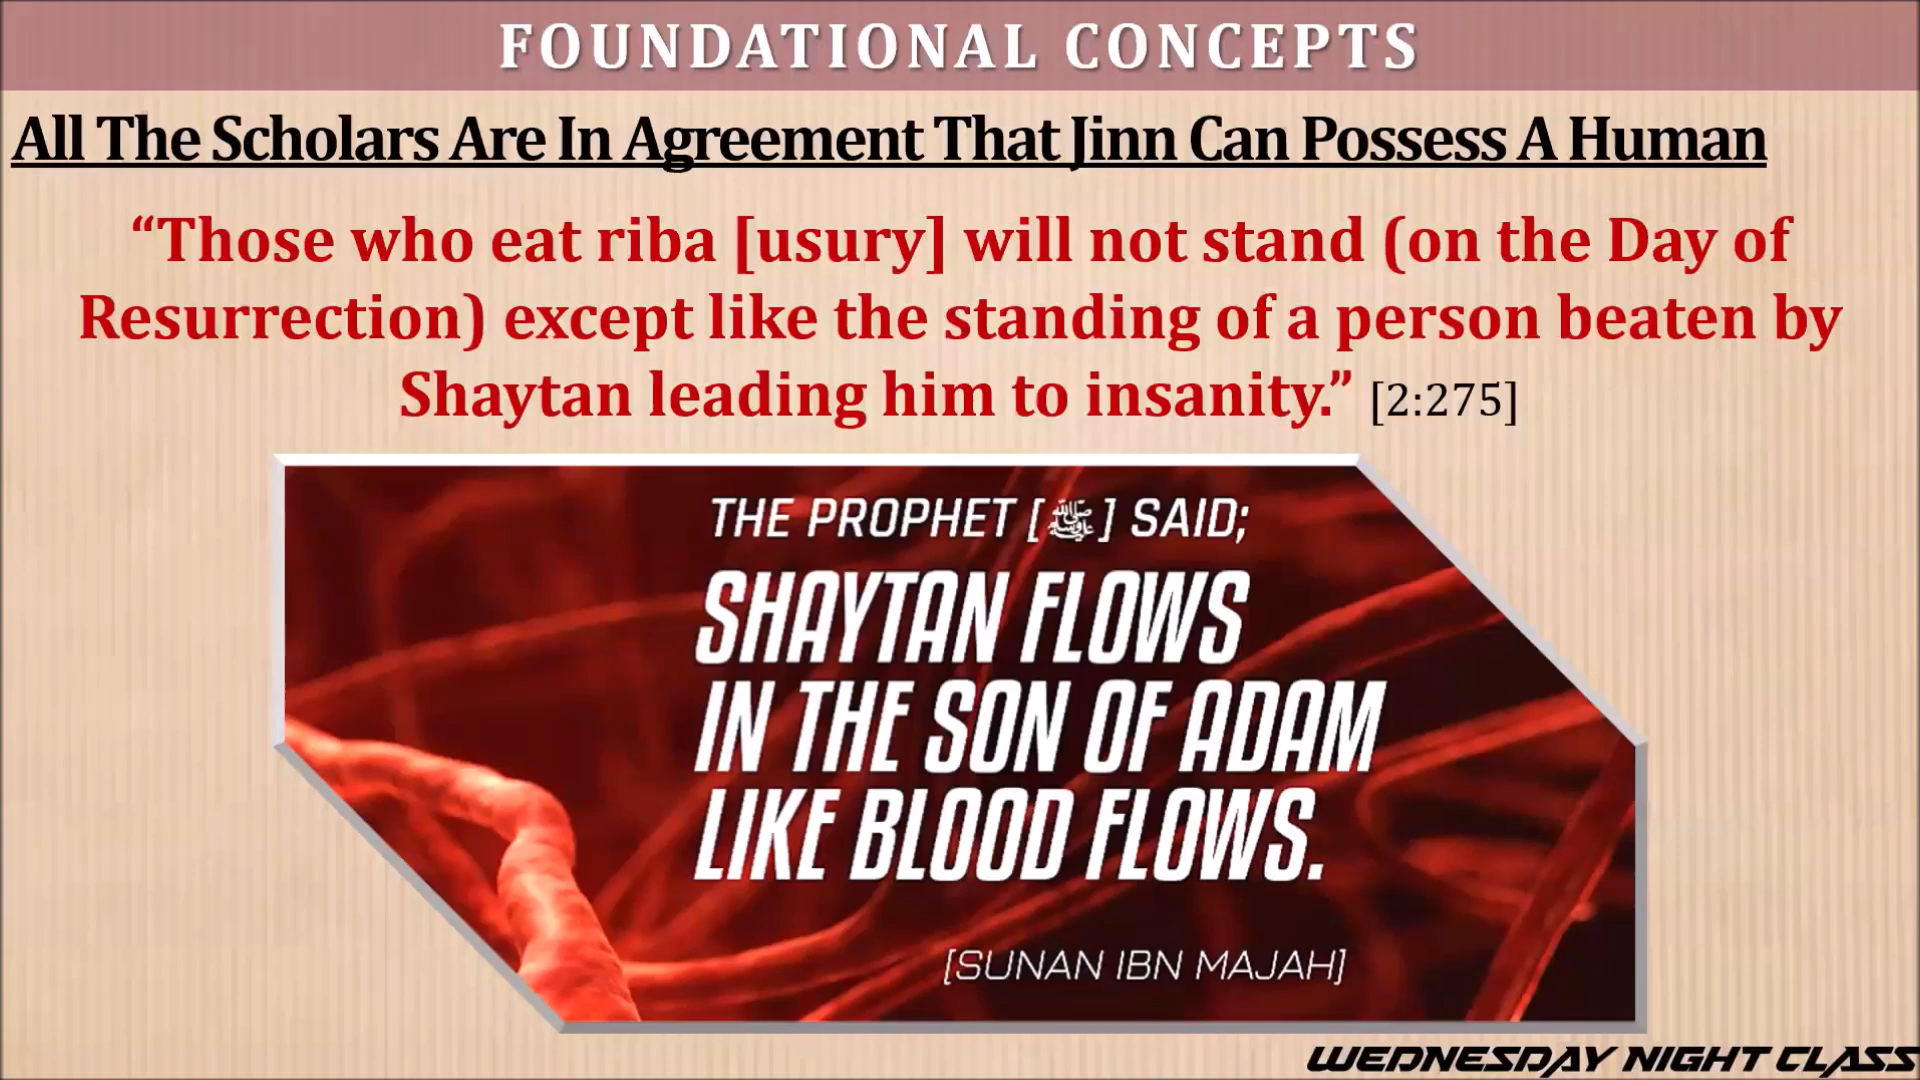 FOUNDATIONAL CONCEPTS
All The Scholars Are In Agreement That Jinn Can Possess A Human
“Those who eat riba [usury] will not stand (on the Day of
Resurrection) except like the standing of a person beaten by
Shaytan leading him to insanity.” [2:275]
THE PROPHET [ﷺ] SAID;
SHAYTAN FLOWS
IN THE SON OF ADAM
LIKE BLOOD FLOWS.
[SUNAN IBN MAJAH]
WEDNESDAY NIGHT CLASS